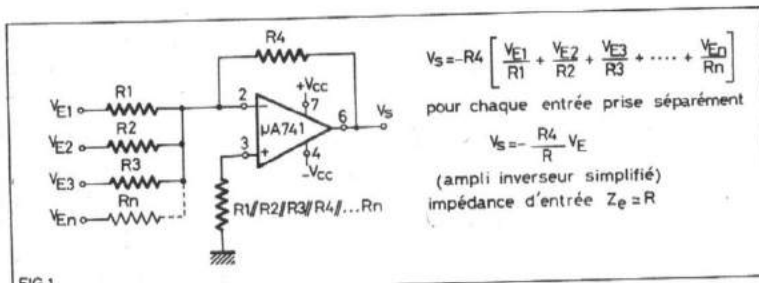 R4
VE1
R1
VE2
R2
VE3
R3
VEn
Rn
2
−
+VCC
7
µA741
6
VS
3
+
4
−VCC
R1//R2//R3//R4//...Rn
VS=−R4 [ VE1/R1 + VE2/R2 + VE3/R3 + ···· + VEn/Rn ]
pour chaque entrée prise séparément
VS=− R4/R VE
(ampli inverseur simplifié)
impédance d'entrée Ze ≃ R
FIG 1